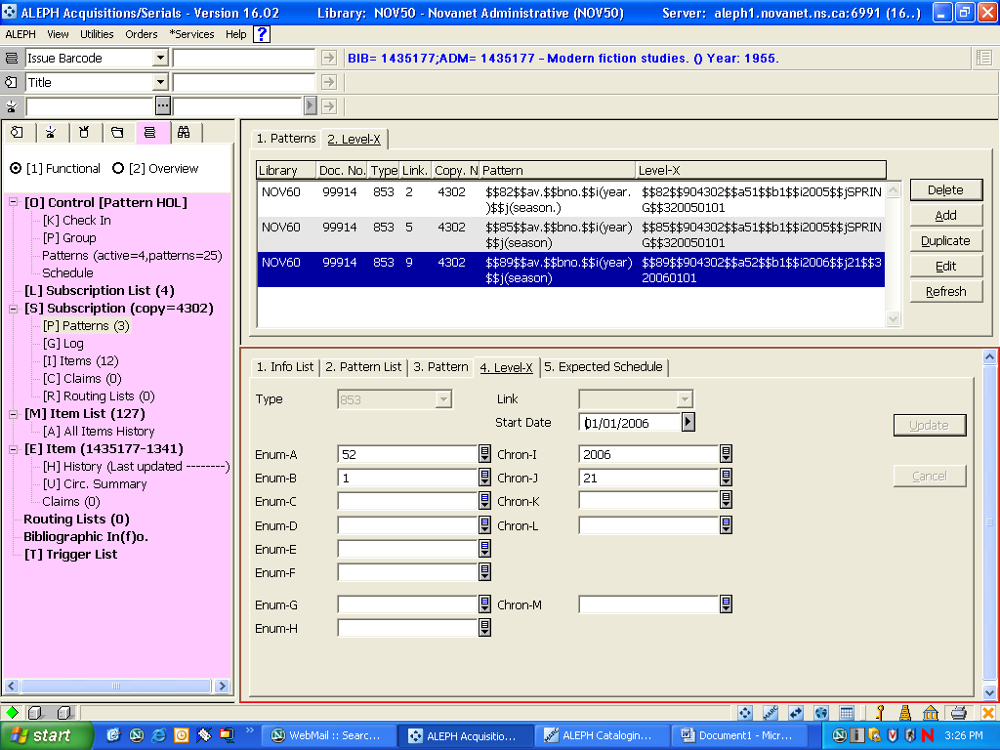 ALEPH Acquisitions/Serials - Version 16.02 Library: NOV50 - Novanet Administrative (NOV50) Server: aleph1.novanet.ns.ca:6991 (16..)
ALEPH View Utilities Orders *Services Help ?
Issue Barcode BIB= 1435177;ADM= 1435177 - Modern fiction studies. () Year: 1955.
Title
[1] Functional [2] Overview
[O] Control [Pattern HOL]
[K] Check In
[P] Group
Patterns (active=4,patterns=25)
Schedule
[L] Subscription List (4)
[S] Subscription (copy=4302)
[P] Patterns (3)
[G] Log
[I] Items (12)
[C] Claims (0)
[R] Routing Lists (0)
[M] Item List (127)
[A] All Items History
[E] Item (1435177-1341)
[H] History (Last updated --------)
[U] Circ. Summary
Claims (0)
Routing Lists (0)
Bibliographic In(f)o.
[T] Trigger List
1. Patterns 2. Level-X
Library Doc. No. Type Link. Copy. N Pattern Level-X
NOV60 99914 853 2 4302 $$82$$av.$$bno.$$i(year. $$82$$904302$$a51$$b1$$i2005$$jSPRIN
)$$j(season.) G$$320050101
NOV60 99914 853 5 4302 $$85$$av.$$bno.$$i(year) $$85$$904302$$a51$$b1$$i2005$$jSPRIN
$$j(season) G$$320050101
NOV60 99914 853 9 4302 $$89$$av.$$bno.$$i(year) $$89$$904302$$a52$$b1$$i2006$$j21$$3
$$j(season) 20060101
Delete
Add
Duplicate
Edit
Refresh
1. Info List 2. Pattern List 3. Pattern 4. Level-X 5. Expected Schedule
Type 853 Link
Start Date 01/01/2006
Update
Enum-A 52 Chron-I 2006
Enum-B 1 Chron-J 21
Cancel
Enum-C Chron-K
Enum-D Chron-L
Enum-E
Enum-F
Enum-G Chron-M
Enum-H
start WebMail :: Searc... ALEPH Acquisitio... ALEPH Catalogin... Document1 - Micr... 3:26 PM